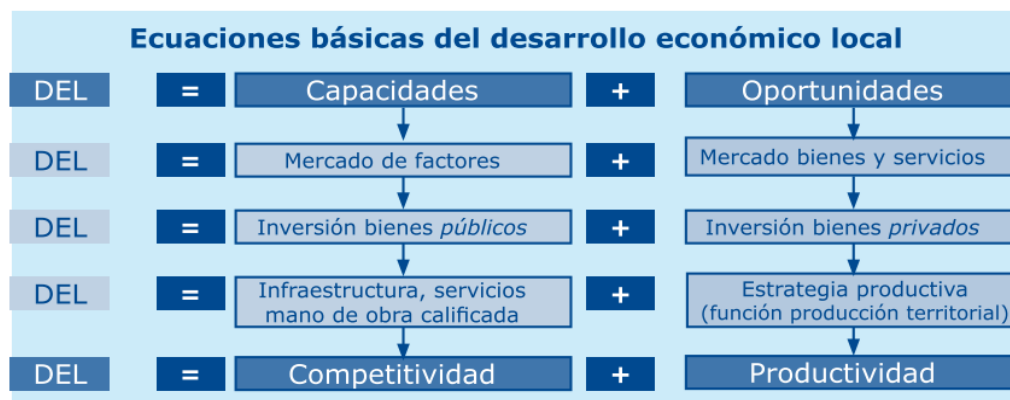 Ecuaciones básicas del desarrollo económico local
DEL = Capacidades + Oportunidades
DEL = Mercado de factores + Mercado bienes y servicios
DEL = Inversión bienes públicos + Inversión bienes privados
DEL = Infraestructura, servicios
mano de obra calificada + Estrategia productiva
(función producción territorial)
DEL = Competitividad + Productividad